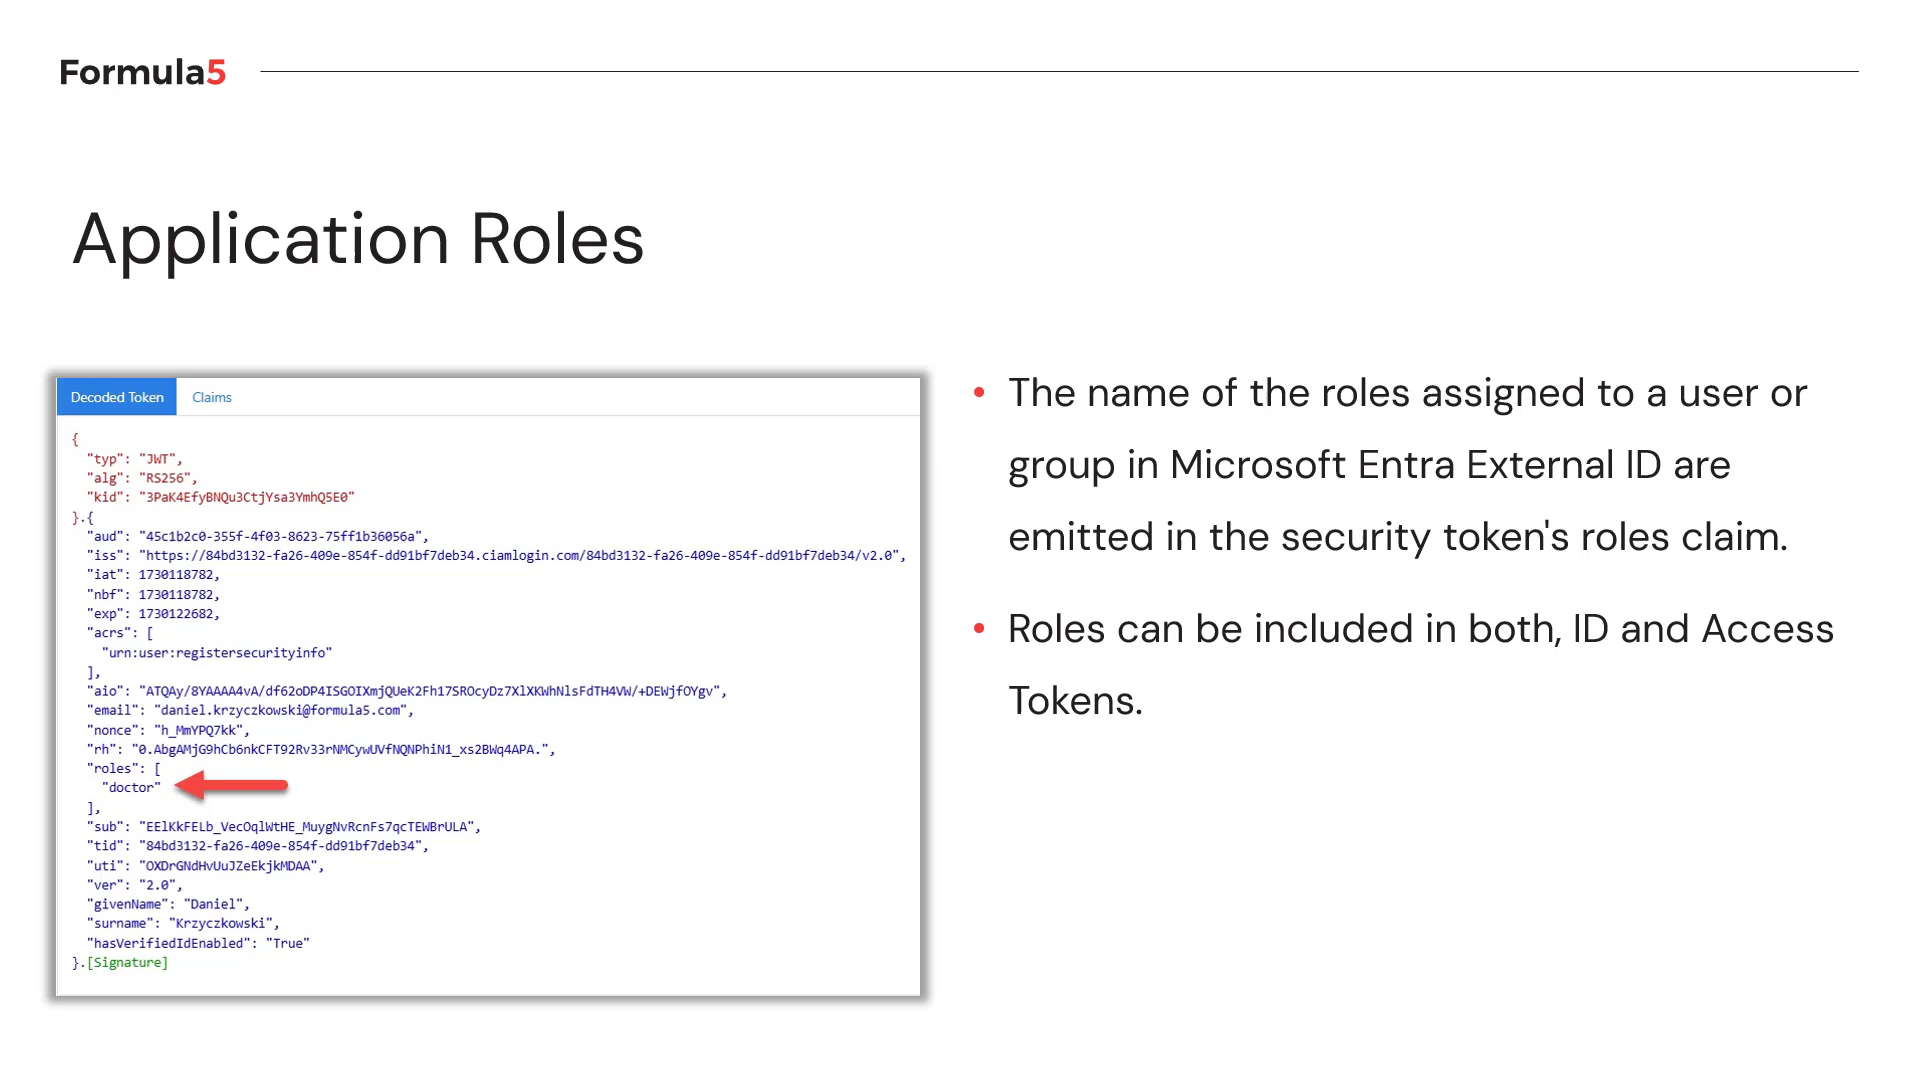 Formula5
Application Roles
Decoded Token Claims
{
"typ": "JWT",
"alg": "RS256",
"kid": "3PaK4EfyBNQu3CtjYsa3YmhQ5E0"
}.{
"aud": "45c1b2c0-355f-4f03-8623-75ff1b36056a",
"iss": "https://84bd3132-fa26-409e-854f-dd91bf7deb34.ciamlogin.com/84bd3132-fa26-409e-854f-dd91bf7deb34/v2.0",
"iat": 1730118782,
"nbf": 1730118782,
"exp": 1730122682,
"acrs": [
"urn:user:registersecurityinfo"
],
"aio": "ATQAy/8YAAAA4vA/df62oDP4ISGOIXmjQUeK2Fh17SROcyDz7XlXKWhNlsFdTH4VW/+DEWjfOYgv",
"email": "daniel.krzyczkowski@formula5.com",
"nonce": "h_MmYPQ7kk",
"rh": "0.AbgAMjG9hCb6nkCFT92Rv33rNMCywUVfNQNPhiN1_xs2BWq4APA.",
"roles": [
"doctor"
],
"sub": "EElKkFELb_VecOqlWtHE_MuygNvRcnFs7qcTEWBrULA",
"tid": "84bd3132-fa26-409e-854f-dd91bf7deb34",
"uti": "OXDrGNdHvUuJZeEkjkMDAA",
"ver": "2.0",
"givenName": "Daniel",
"surname": "Krzyczkowski",
"hasVerifiedIdEnabled": "True"
}.[Signature]
• The name of the roles assigned to a user or
group in Microsoft Entra External ID are
emitted in the security token's roles claim.
• Roles can be included in both, ID and Access
Tokens.